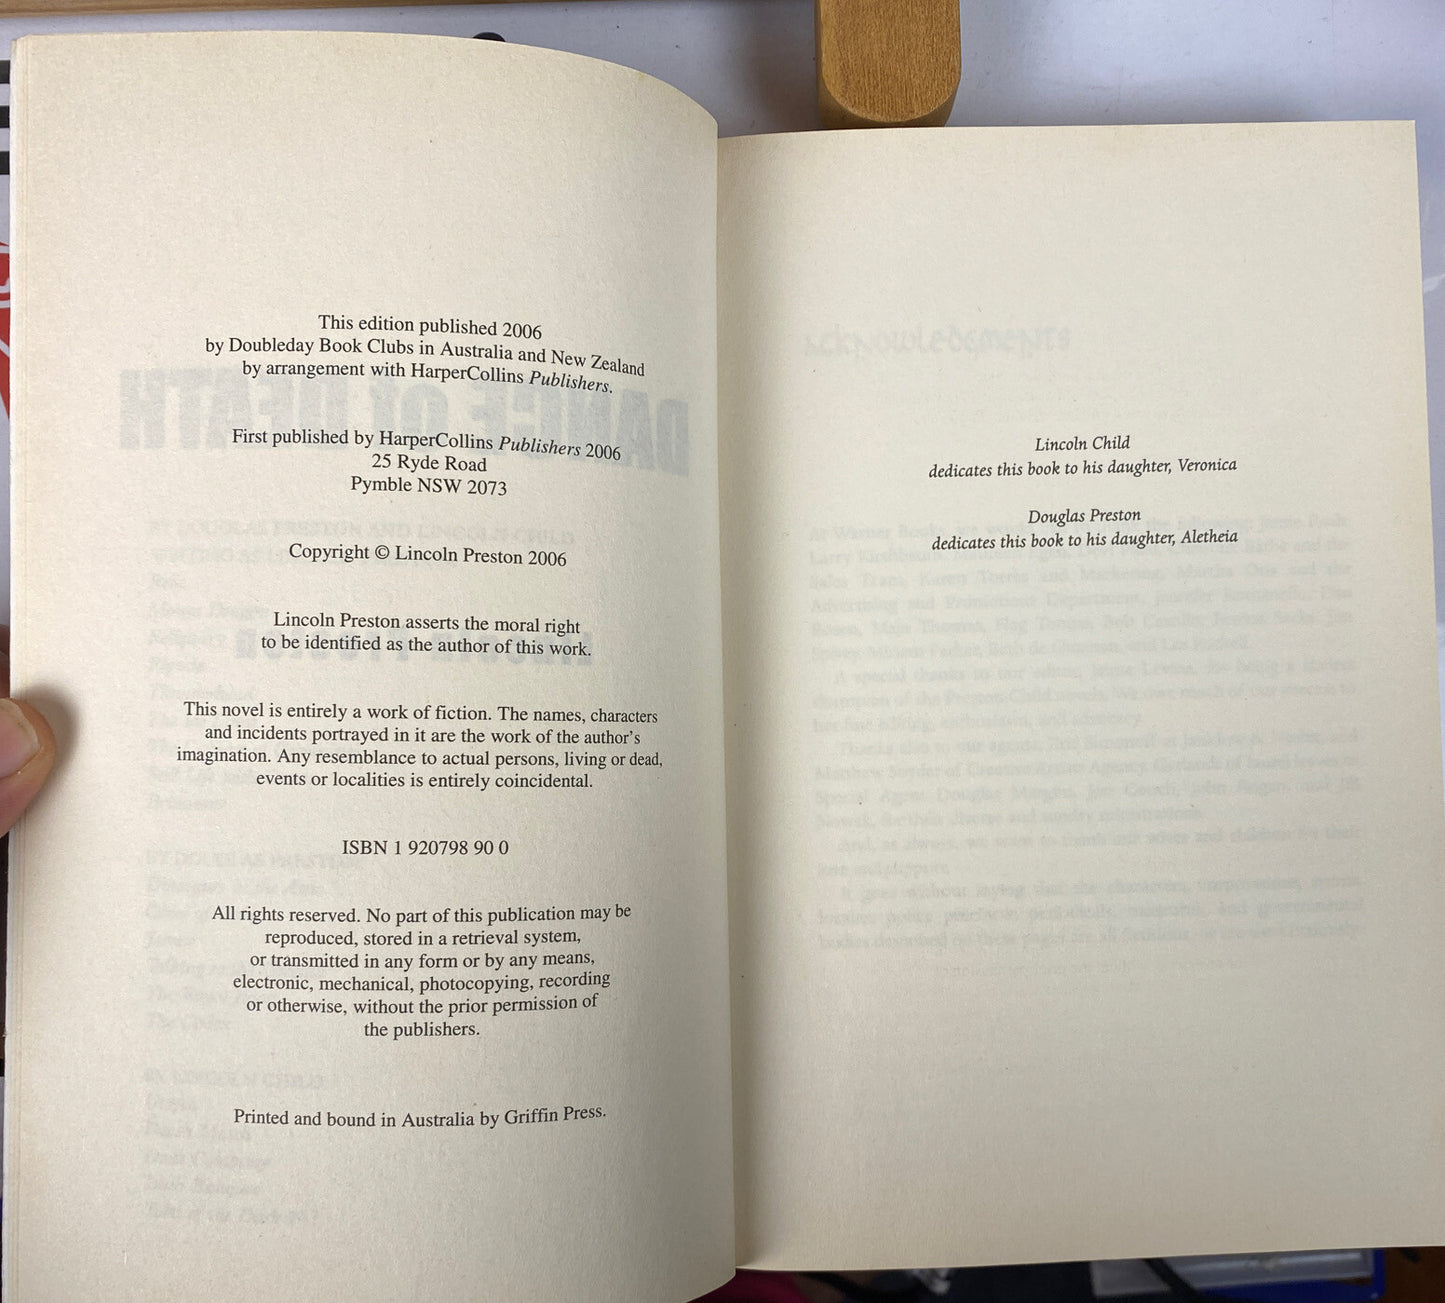 This edition published 2006
by Doubleday Book Clubs in Australia and New Zealand
by arrangement with HarperCollins Publishers.
First published by HarperCollins Publishers 2006
25 Ryde Road
Pymble NSW 2073
Copyright © Lincoln Preston 2006
Lincoln Preston asserts the moral right
to be identified as the author of this work.
This novel is entirely a work of fiction. The names, characters
and incidents portrayed in it are the work of the author's
imagination. Any resemblance to actual persons, living or dead,
events or localities is entirely coincidental.
ISBN 1 920798 90 0
All rights reserved. No part of this publication may be
reproduced, stored in a retrieval system,
or transmitted in any form or by any means,
electronic, mechanical, photocopying, recording
or otherwise, without the prior permission of
the publishers.
Printed and bound in Australia by Griffin Press.
Lincoln Child
dedicates this book to his daughter, Veronica
Douglas Preston
dedicates this book to his daughter, Aletheia